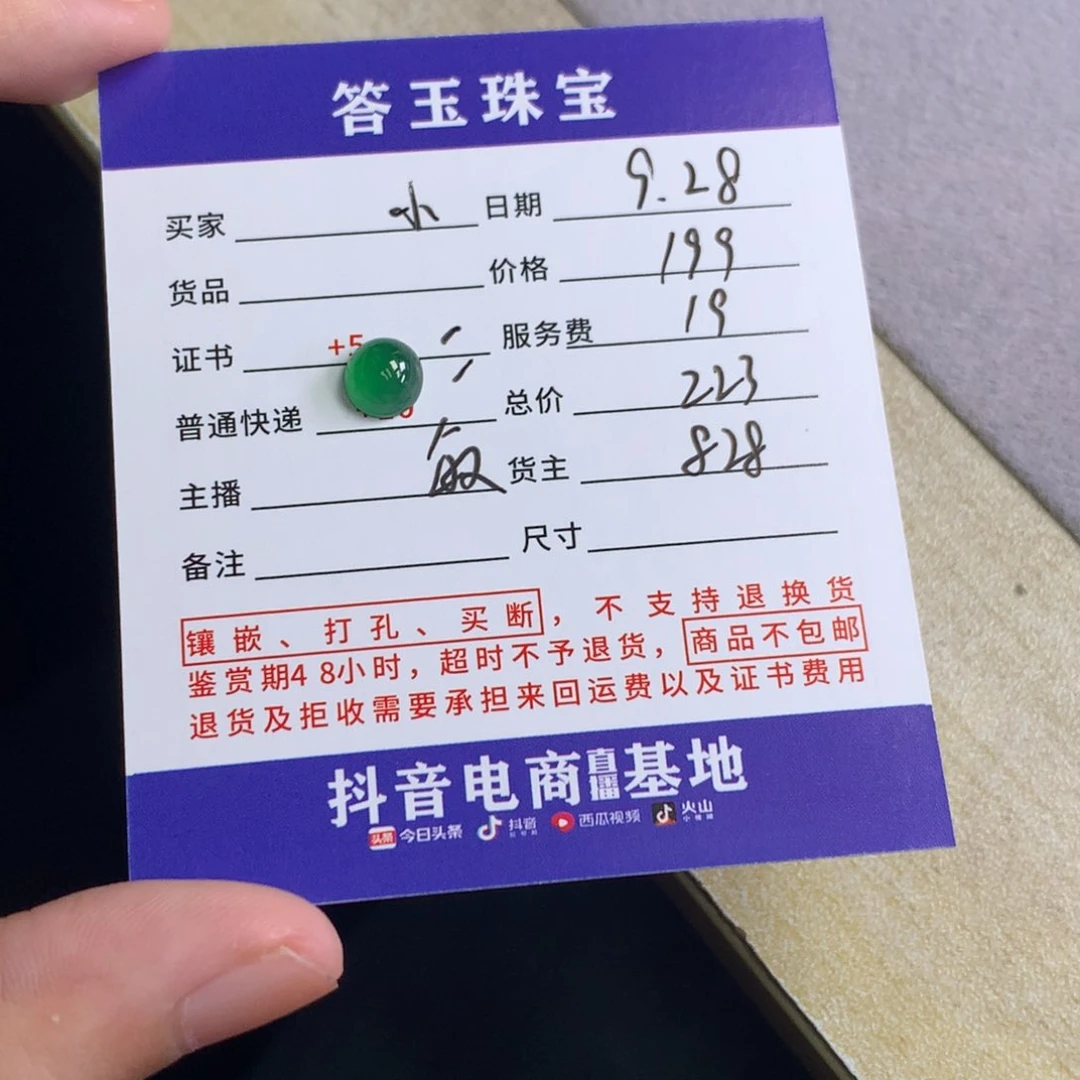 答玉珠宝
买家 小 日期 9.28
货品 价格 199
证书 +5 服务费 19
普通快递 总价 223
主播 敏 货主 828
备注 尺寸
镶嵌、打孔、买断，不支持退换货
鉴赏期48小时，超时不予退货，商品不包邮
退货及拒收需要承担来回运费以及证书费用
抖音电商直播基地
头条 今日头条 抖音 西瓜视频 火山